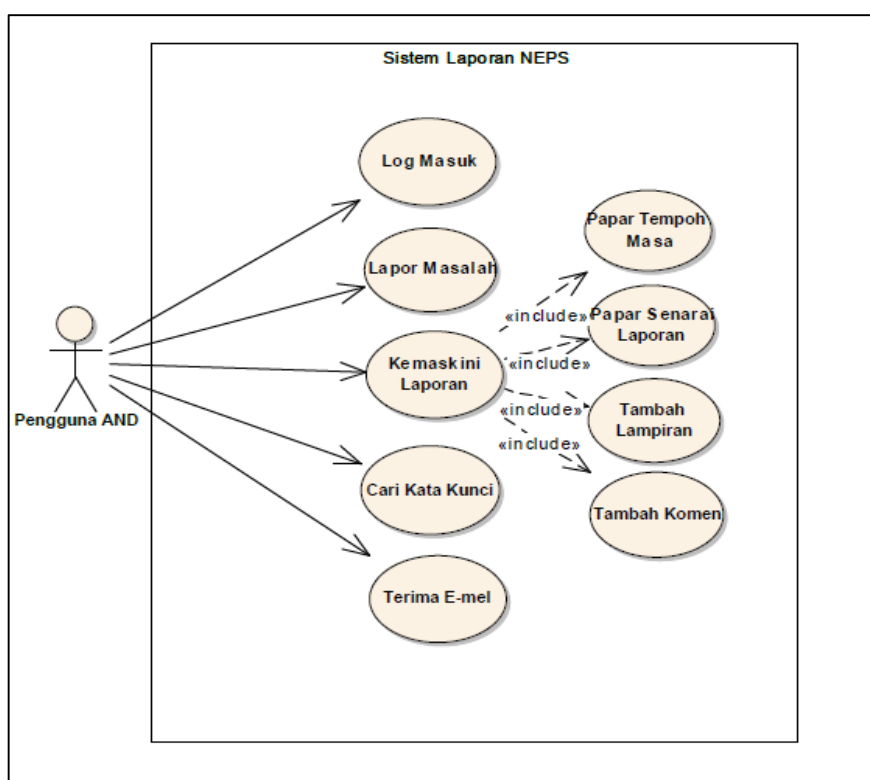 Sistem Laporan NEPS
Log Masuk
Lapor Masalah
Kemaskini
Laporan
Cari Kata Kunci
Terima E-mel
Pengguna AND
Papar Tempoh
Masa
«include»
Papar Senarai
Laporan
«include»
Tambah
Lampiran
«include»
«include»
Tambah Komen